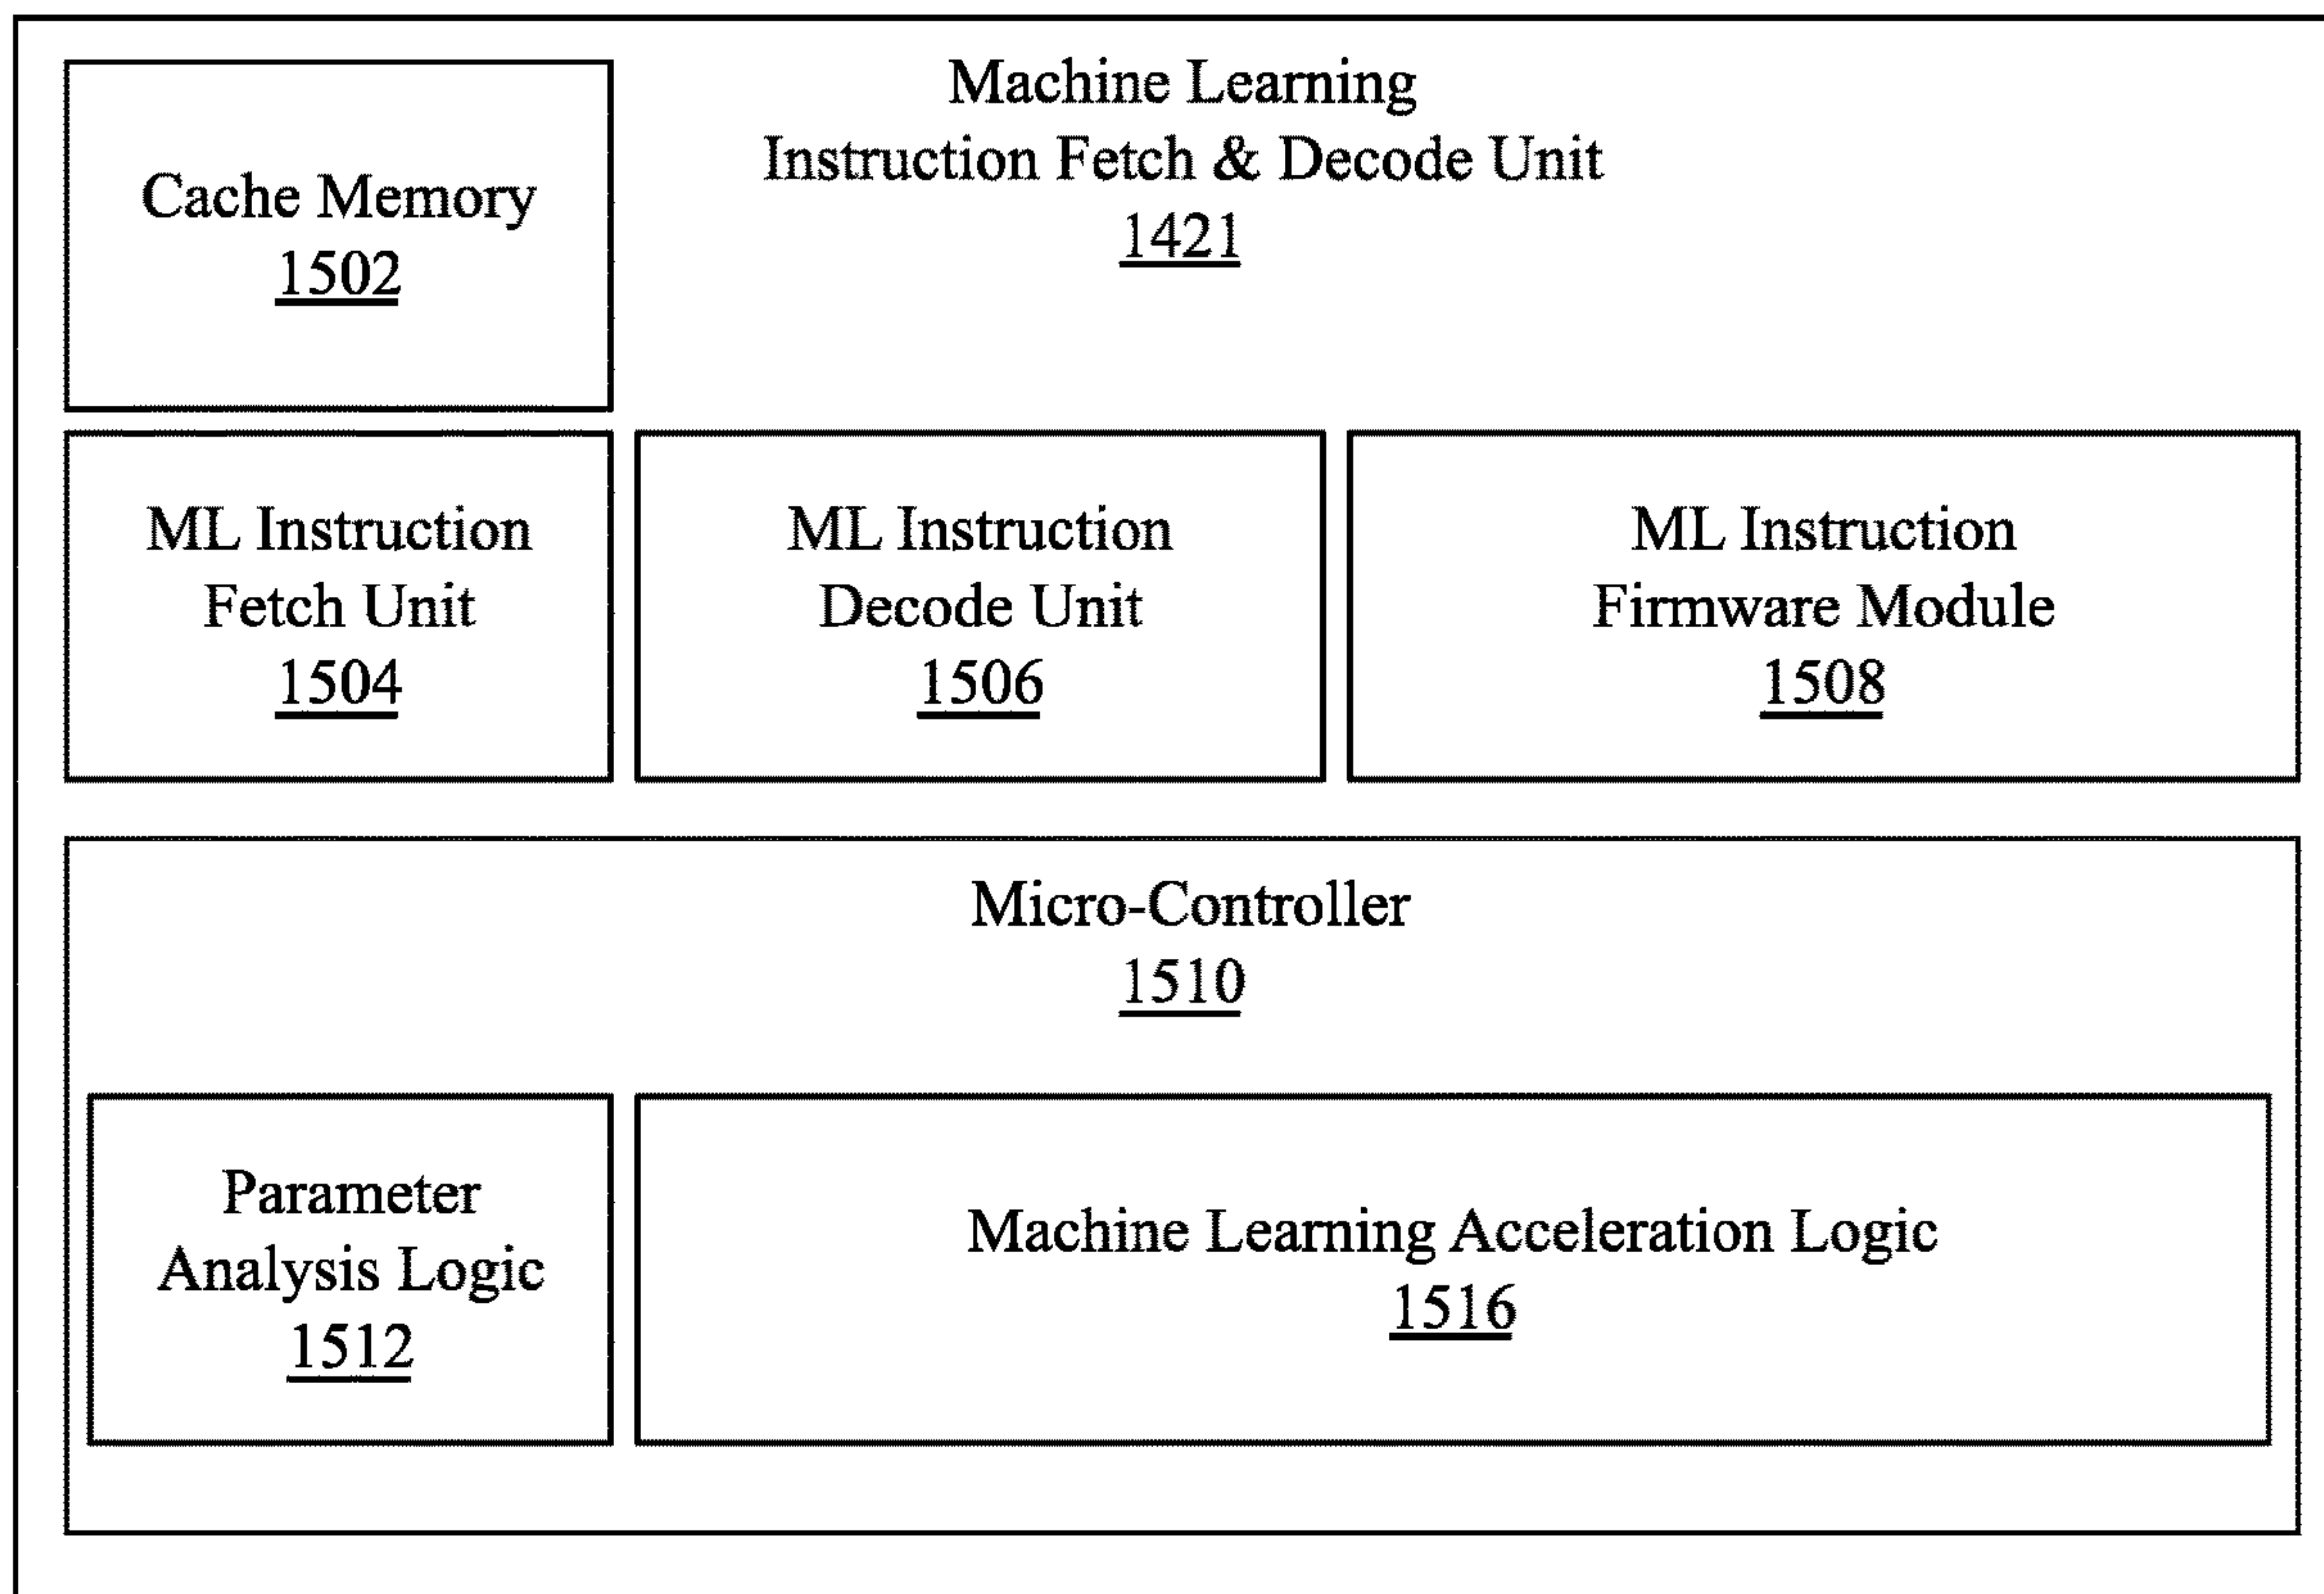 Machine Learning
Instruction Fetch & Decode Unit
1421
Cache Memory
1502
ML Instruction
Fetch Unit
1504
ML Instruction
Decode Unit
1506
ML Instruction
Firmware Module
1508
Micro-Controller
1510
Parameter
Analysis Logic
1512
Machine Learning Acceleration Logic
1516